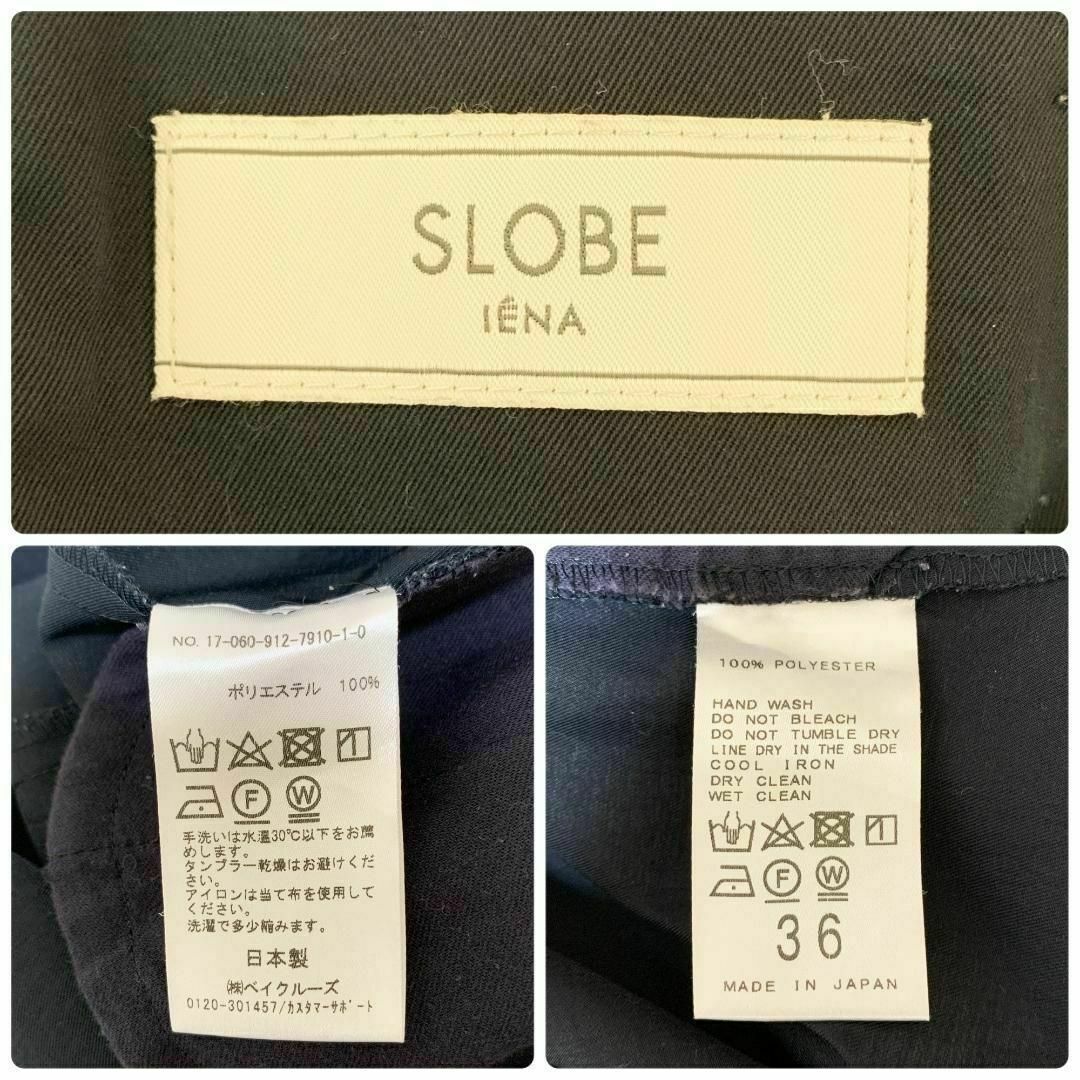 SLOBE
IÉNA
NO. 17-060-912-7910-1-0
ポリエステル 100%
F W
手洗いは水温30℃以下をお薦
めします。
タンブラー乾燥はお避けくだ
さい。
アイロンは当て布を使用して
ください。
洗濯で多少縮みます。
日本製
㈱ベイクルーズ
0120-301457/カスタマーサポート
100% POLYESTER
HAND WASH
DO NOT BLEACH
DO NOT TUMBLE DRY
LINE DRY IN THE SHADE
COOL IRON
DRY CLEAN
WET CLEAN
F W
36
MADE IN JAPAN